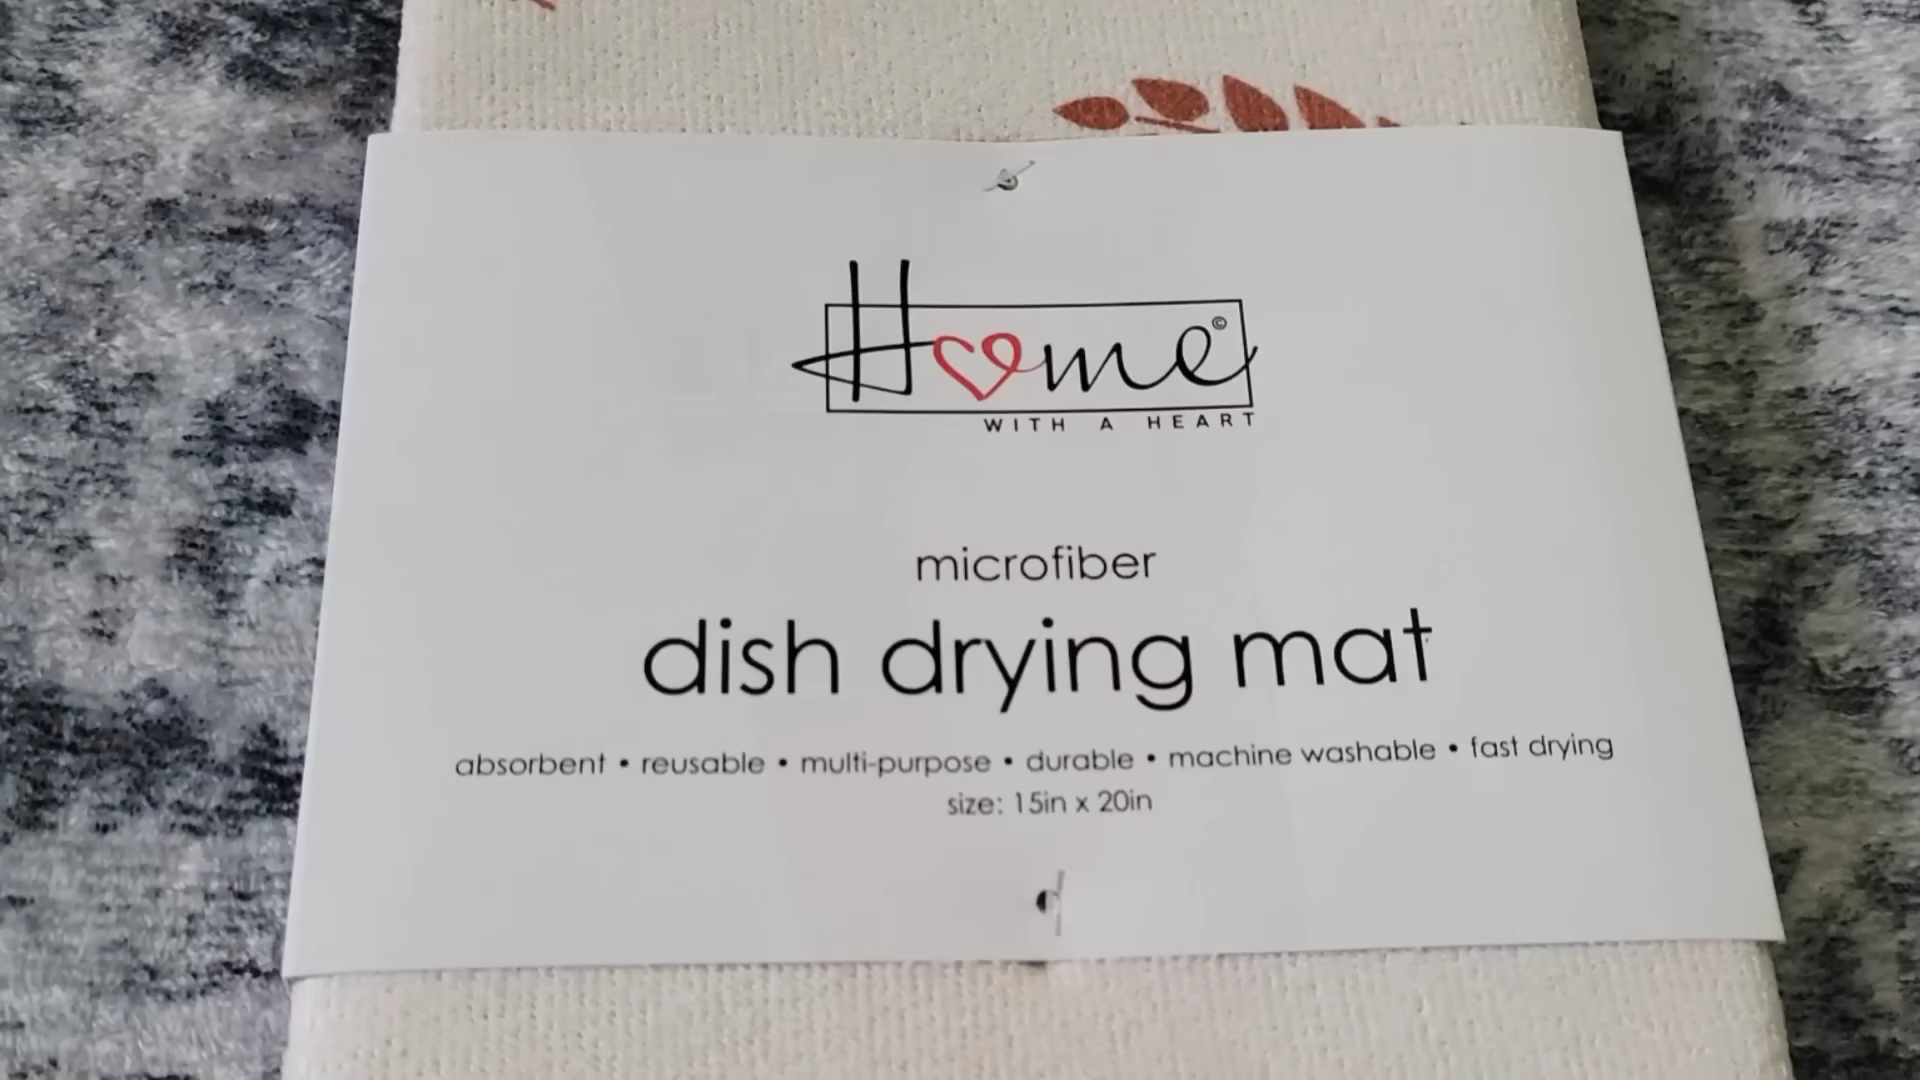 Home©
WITH A HEART
microfiber
dish drying mat
absorbent • reusable • multi-purpose • durable • machine washable • fast drying
size: 15in x 20in